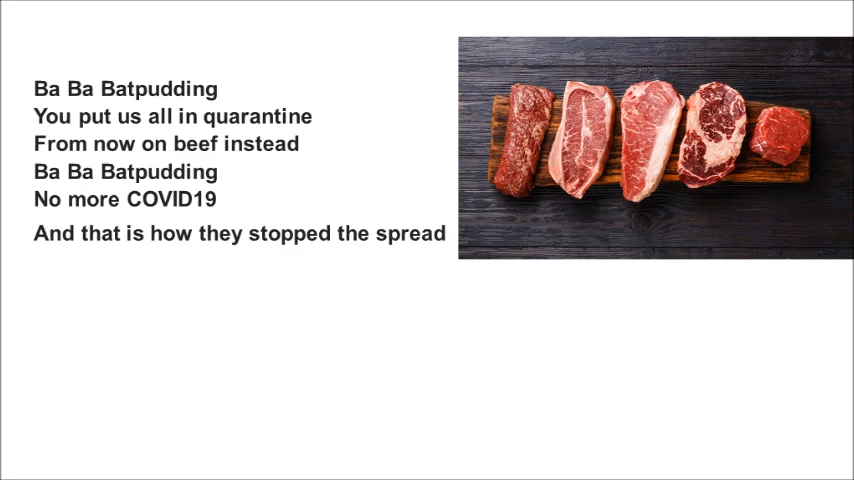 Ba Ba Batpudding
You put us all in quarantine
From now on beef instead
Ba Ba Batpudding
No more COVID19
And that is how they stopped the spread